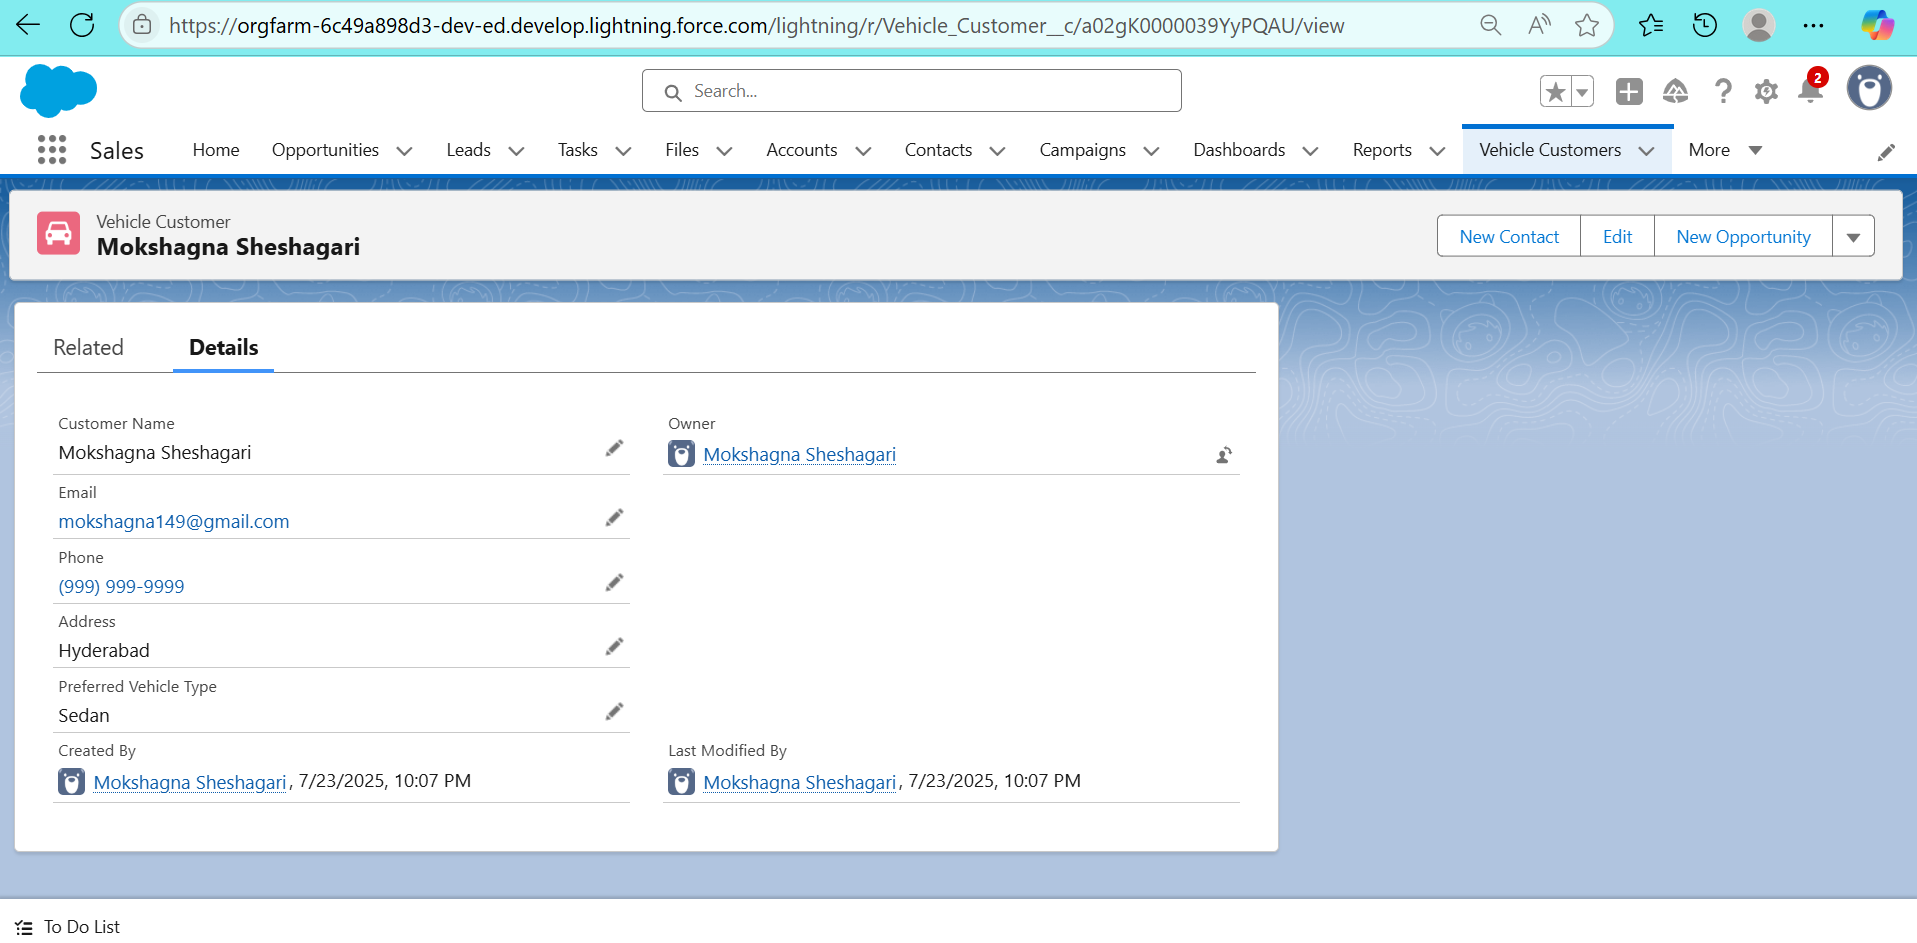 https://orgfarm-6c49a898d3-dev-ed.develop.lightning.force.com/lightning/r/Vehicle_Customer__c/a02gK0000039YyPQAU/view
Search...
2
Sales Home Opportunities Leads Tasks Files Accounts Contacts Campaigns Dashboards Reports Vehicle Customers More
Vehicle Customer
Mokshagna Sheshagari
New Contact Edit New Opportunity
Related Details
Customer Name
Mokshagna Sheshagari
Owner
Mokshagna Sheshagari
Email
mokshagna149@gmail.com
Phone
(999) 999-9999
Address
Hyderabad
Preferred Vehicle Type
Sedan
Created By
Mokshagna Sheshagari, 7/23/2025, 10:07 PM
Last Modified By
Mokshagna Sheshagari, 7/23/2025, 10:07 PM
To Do List